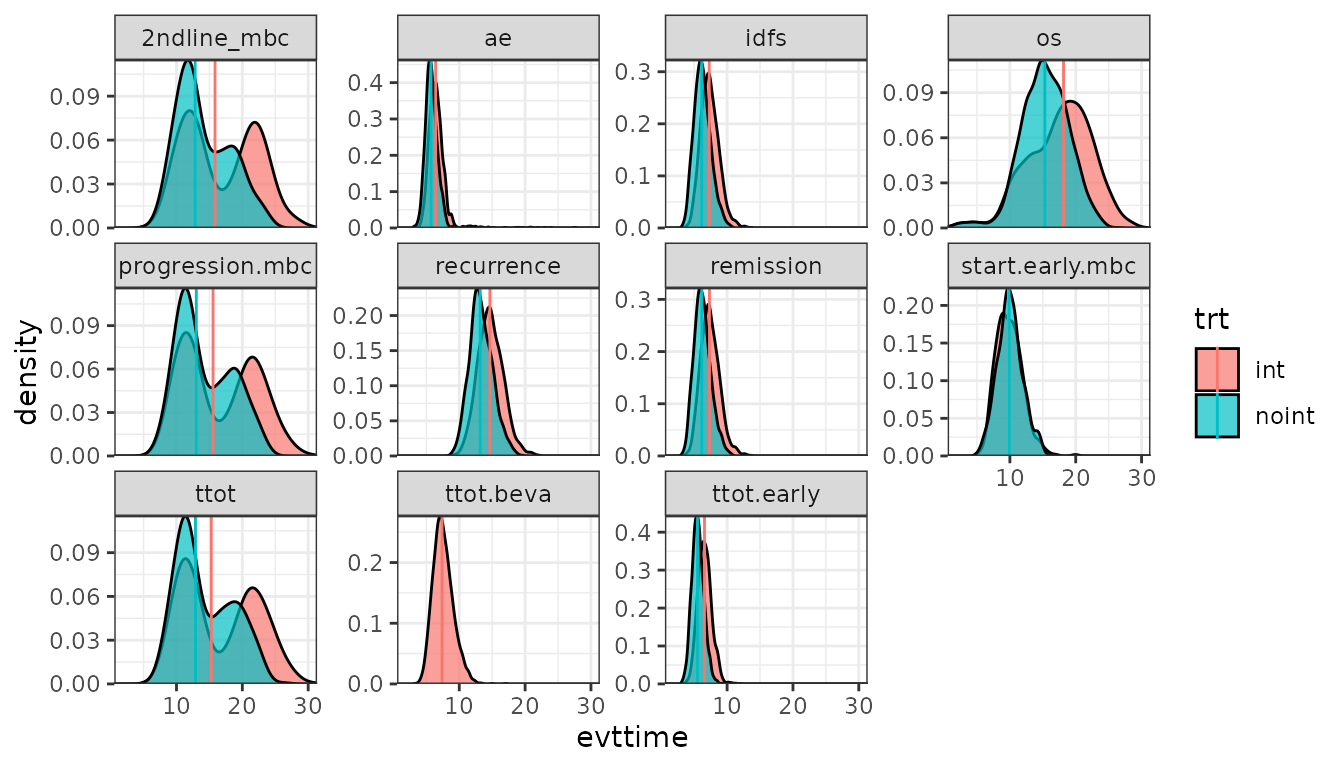 2ndline_mbc
ae
idfs
os
0.09
0.06
0.03
0.00
0.4
0.3
0.2
0.1
0.0
0.3
0.2
0.1
0.0
0.09
0.06
0.03
0.00
progression.mbc
recurrence
remission
start.early.mbc
0.09
0.06
0.03
0.00
0.20
0.15
0.10
0.05
0.00
0.3
0.2
0.1
0.0
0.20
0.15
0.10
0.05
0.00
10 20 30
ttot
ttot.beva
ttot.early
0.09
0.06
0.03
0.00
0.2
0.1
0.0
0.4
0.3
0.2
0.1
0.0
10 20 30
10 20 30
10 20 30
evttime
density
trt
int
noint